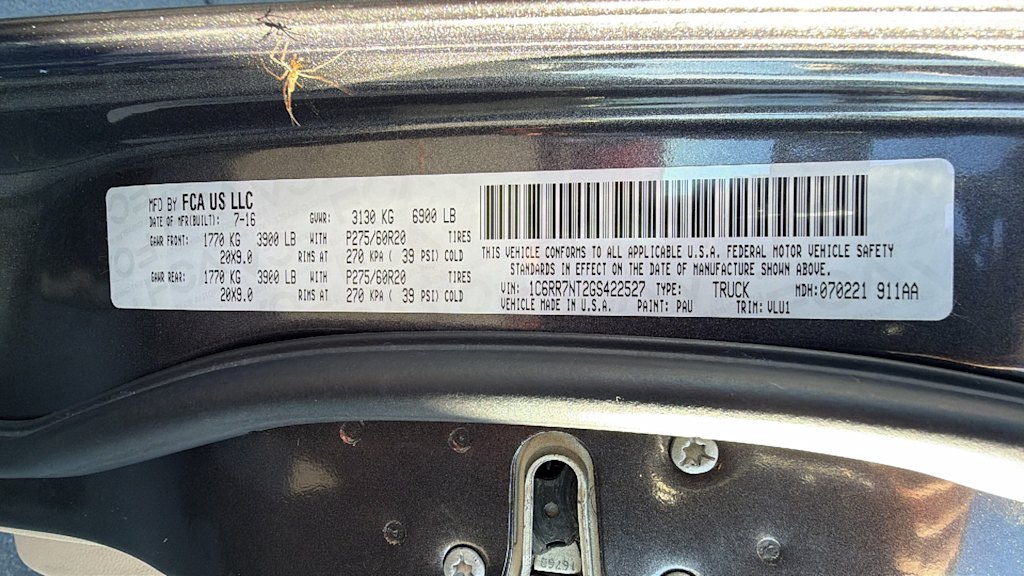 MFD BY FCA US LLC
DATE OF MFR(BUILT): 7-16 GVWR: 3130 KG 6900 LB
GAWR FRONT: 1770 KG 3900 LB WITH P275/60R20 TIRES
20X9.0 RIMS AT 270 KPA ( 39 PSI) COLD
GAWR REAR: 1770 KG 3900 LB WITH P275/60R20 TIRES
20X9.0 RIMS AT 270 KPA ( 39 PSI) COLD
THIS VEHICLE CONFORMS TO ALL APPLICABLE U.S.A. FEDERAL MOTOR VEHICLE SAFETY
STANDARDS IN EFFECT ON THE DATE OF MANUFACTURE SHOWN ABOVE.
VIN: 1C6RR7NT2GS422527 TYPE: TRUCK MDH:070221 911AA
VEHICLE MADE IN U.S.A. PAINT: PAU TRIM: VLU1